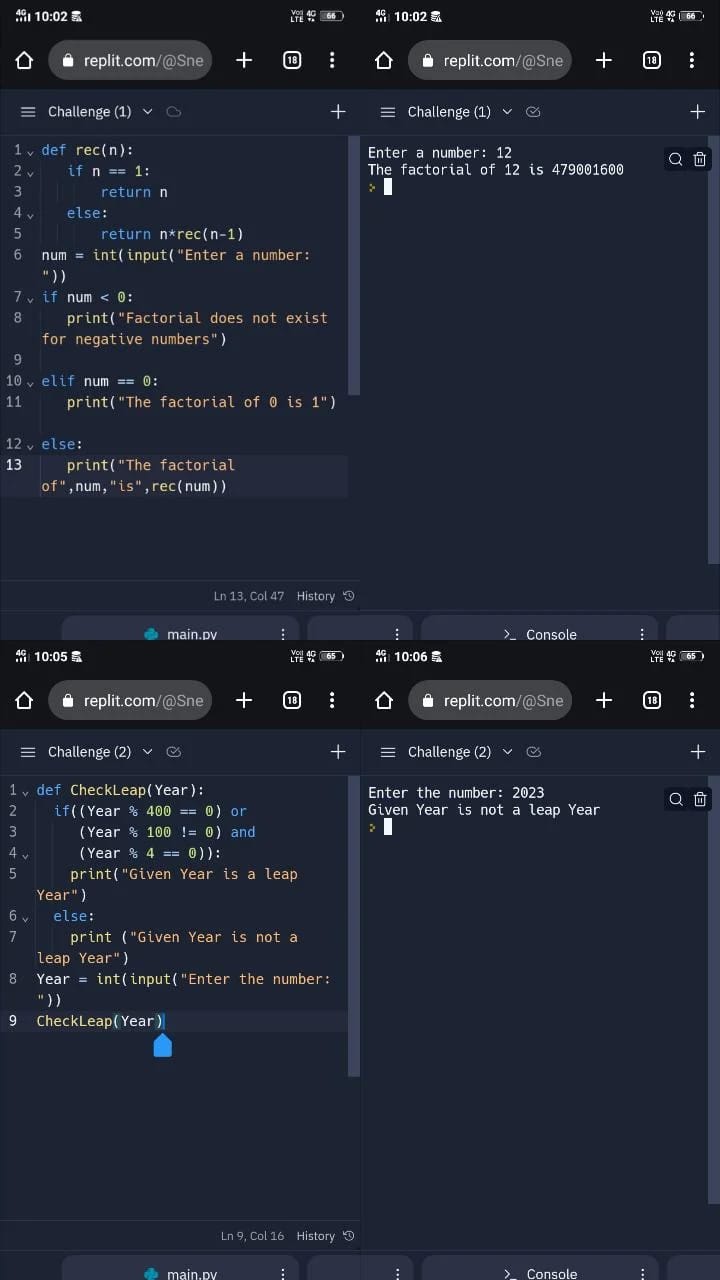 4G 10:02
Vo) 4G 66
LTE
replit.com/@Sne
18
Challenge (1)
1 def rec(n):
2 if n == 1:
3 return n
4 else:
5 return n*rec(n-1)
6 num = int(input("Enter a number:
"))
7 if num < 0:
8 print("Factorial does not exist
for negative numbers")
9
10 elif num == 0:
11 print("The factorial of 0 is 1")
12 else:
13 print("The factorial
of",num,"is",rec(num))
Ln 13, Col 47 History
main.py
4G 10:02
Vo) 4G 66
LTE
replit.com/@Sne
18
Challenge (1)
Enter a number: 12
The factorial of 12 is 479001600
Console
4G 10:05
Vo) 4G 65
LTE
replit.com/@Sne
18
Challenge (2)
1 def CheckLeap(Year):
2 if((Year % 400 == 0) or
3 (Year % 100 != 0) and
4 (Year % 4 == 0)):
5 print("Given Year is a leap
Year")
6 else:
7 print ("Given Year is not a
leap Year")
8 Year = int(input("Enter the number:
"))
9 CheckLeap(Year)
Ln 9, Col 16 History
main.py
4G 10:06
Vo) 4G 65
LTE
replit.com/@Sne
18
Challenge (2)
Enter the number: 2023
Given Year is not a leap Year
Console